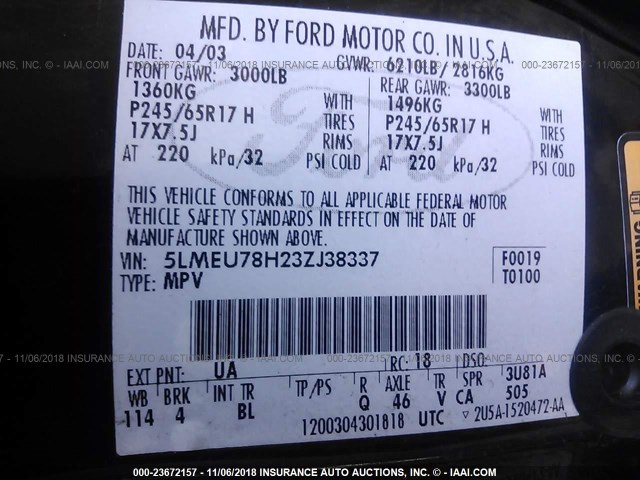 MFD. BY FORD MOTOR CO. IN U.S.A.
DATE: 04/03 GVWR: 6210LB/ 2816KG
FRONT GAWR: 3000LB REAR GAWR: 3300LB
1360KG WITH 1496KG WITH
P245/65R17 H TIRES P245/65R17 H TIRES
17X7.5J RIMS 17X7.5J RIMS
AT 220 kPa/32 PSI COLD AT 220 kPa/32 PSI COLD
THIS VEHICLE CONFORMS TO ALL APPLICABLE FEDERAL MOTOR
VEHICLE SAFETY STANDARDS IN EFFECT ON THE DATE OF
MANUFACTURE SHOWN ABOVE.
VIN: 5LMEU78H23ZJ38337 F0019
TYPE: MPV T0100
EXT PNT: UA RC: 18 DSO: 3U81A
WB BRK INT TR TP/PS R AXLE TR SPR 505
114 4 BL Q 46 V CA
1200304301818 UTC ▽ 2U5A-1520472-AA
Ford
000-23672157 - 11/06/2018 INSURANCE AUTO AUCTIONS, INC. - © - IAAI.COM